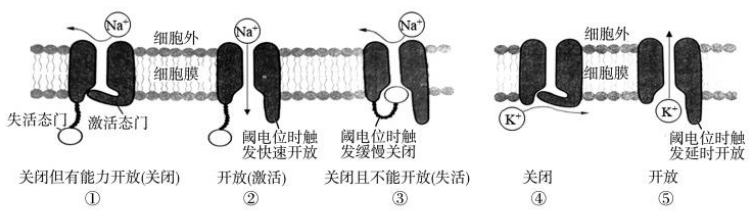 Na⁺
Na⁺
Na⁺
细胞外
细胞膜
失活态门
激活态门
阈电位时触
发快速开放
阈电位时触
发缓慢关闭
细胞外
细胞膜
K⁺
K⁺
阈电位时触
发延时开放
关闭但有能力开放(关闭)
开放(激活)
关闭且不能开放(失活)
关闭
开放
①
②
③
④
⑤